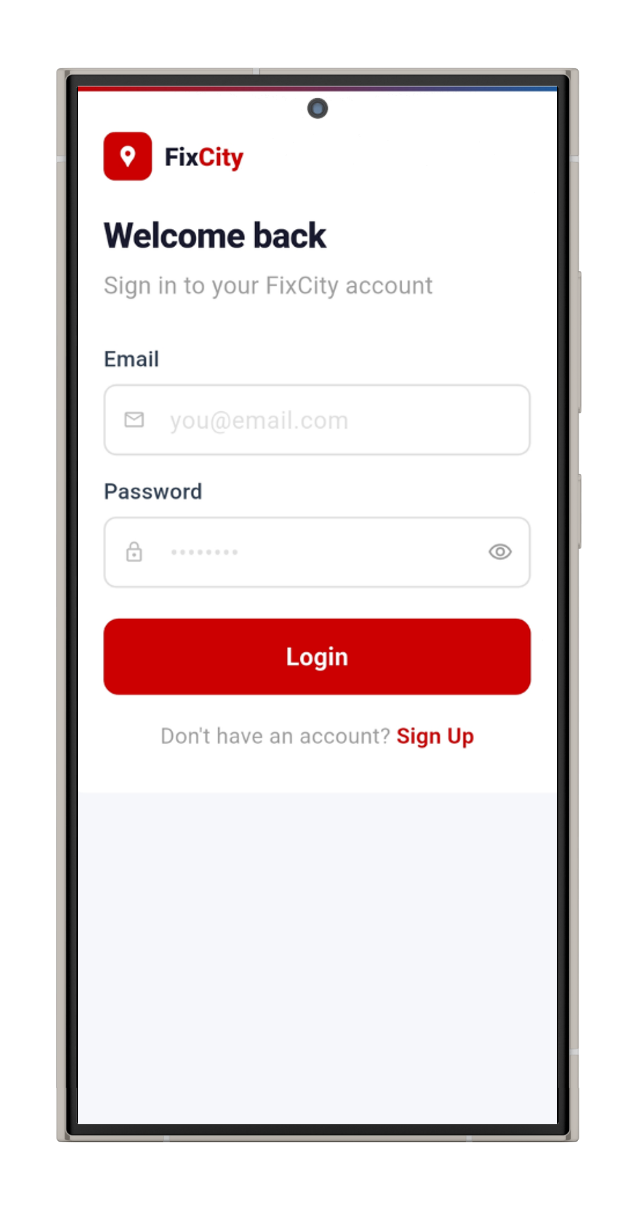 FixCity
Welcome back
Sign in to your FixCity account
Email
you@email.com
Password
••••••••
Login
Don't have an account? Sign Up